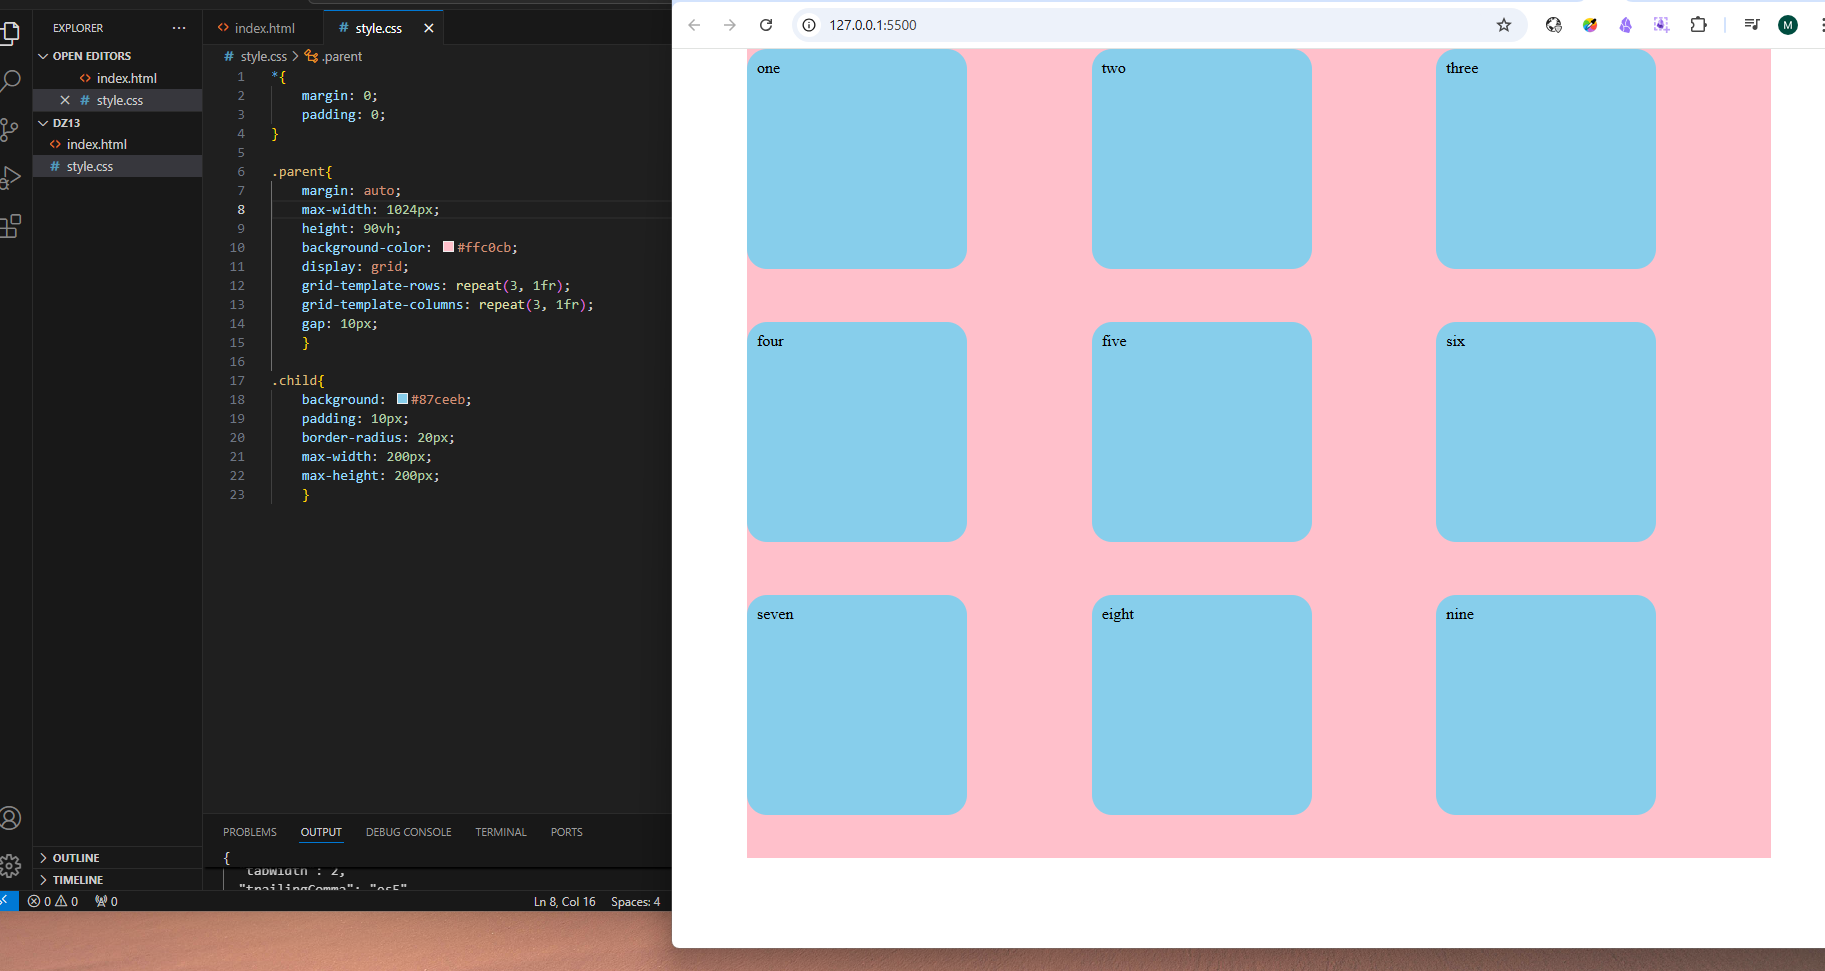 EXPLORER
OPEN EDITORS
index.html
style.css
DZ13
index.html
style.css
OUTLINE
TIMELINE
index.html
style.css
style.css > .parent
1 *{
2 margin: 0;
3 padding: 0;
4 }
5
6 .parent{
7 margin: auto;
8 max-width: 1024px;
9 height: 90vh;
10 background-color: #ffc0cb;
11 display: grid;
12 grid-template-rows: repeat(3, 1fr);
13 grid-template-columns: repeat(3, 1fr);
14 gap: 10px;
15 }
16
17 .child{
18 background: #87ceeb;
19 padding: 10px;
20 border-radius: 20px;
21 max-width: 200px;
22 max-height: 200px;
23 }
PROBLEMS OUTPUT DEBUG CONSOLE TERMINAL PORTS
{
"tabWidth": 2,
"trailingComma": "es5"
0 0 0 Ln 8, Col 16 Spaces: 4
127.0.0.1:5500
M
one two three
four five six
seven eight nine